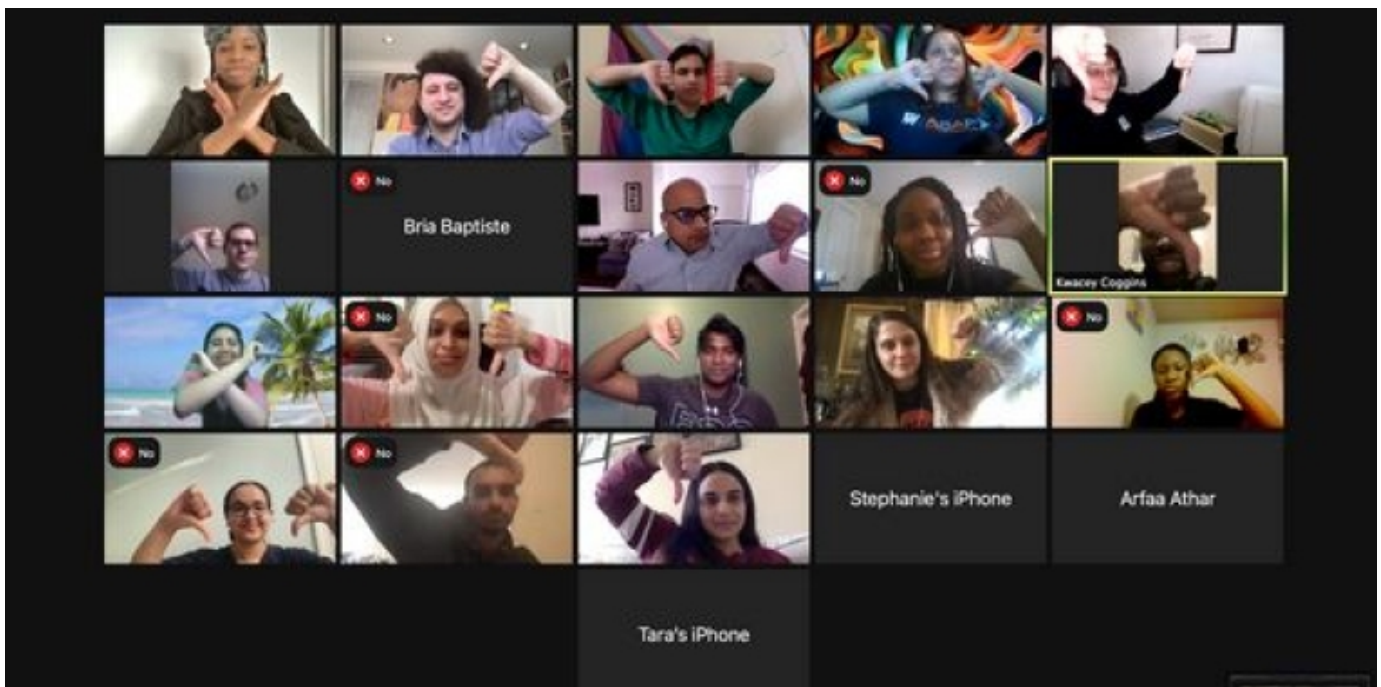 No
Bria Baptiste
No
Kwacey Coggins
No
No
No
No
Stephanie's iPhone
Arfaa Athar
Tara's iPhone